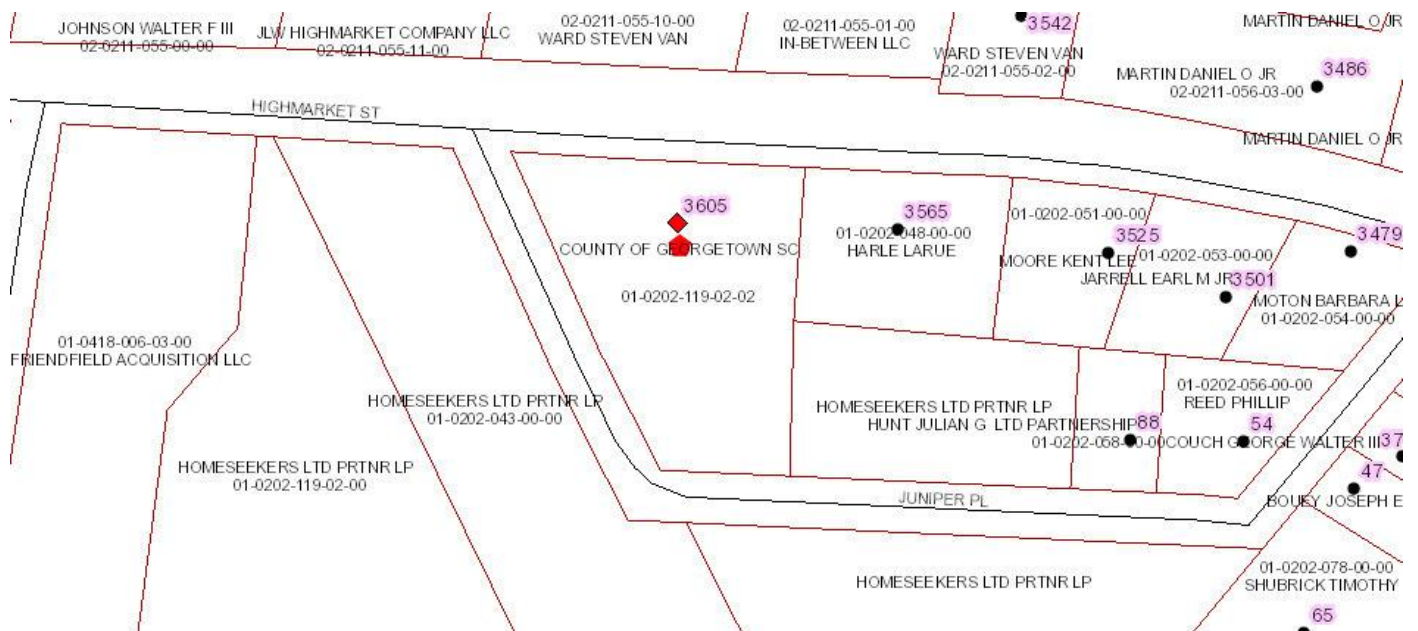 JOHNSON WALTER F III
02-0211-055-00-00
JLW HIGHMARKET COMPANY LLC
02-0211-055-11-00
02-0211-055-10-00
WARD STEVEN VAN
02-0211-055-01-00
IN-BETWEEN LLC
3542
WARD STEVEN VAN
02-0211-055-02-00
MARTIN DANIEL O JR
3486
MARTIN DANIEL O JR
02-0211-056-03-00
MARTIN DANIEL O JR
HIGHMARKET ST
3605
COUNTY OF GEORGETOWN SC
01-0202-119-02-02
3565
01-0202-048-00-00
HARLE LARUE
01-0202-051-00-00
3525
MOORE KENT LEE
01-0202-053-00-00
JARRELL EARL M JR
3501
3479
MOTON BARBARA L
01-0202-054-00-00
01-0418-006-03-00
FRIENDFIELD ACQUISITION LLC
HOMESEEKERS LTD PRTNR LP
01-0202-043-00-00
HOMESEEKERS LTD PRTNR LP
01-0202-119-02-00
HOMESEEKERS LTD PRTNR LP
HUNT JULIAN G LTD PARTNERSHIP
88
01-0202-058-00-00
01-0202-056-00-00
REED PHILLIP
54
COUCH GEORGE WALTER III
37
47
BOUEY JOSEPH E
JUNIPER PL
HOMESEEKERS LTD PRTNR LP
01-0202-078-00-00
SHUBRICK TIMOTHY
65